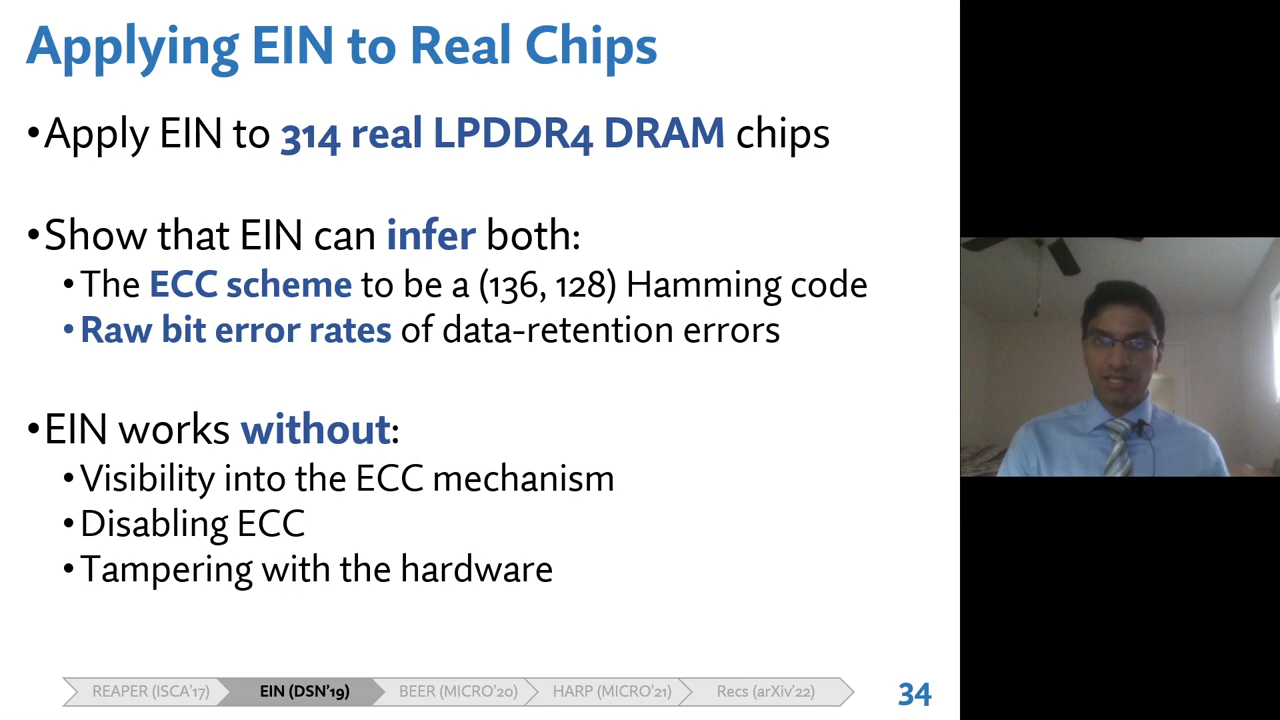 Applying EIN to Real Chips
•Apply EIN to 314 real LPDDR4 DRAM chips
•Show that EIN can infer both:
•The ECC scheme to be a (136, 128) Hamming code
•Raw bit error rates of data-retention errors
•EIN works without:
•Visibility into the ECC mechanism
•Disabling ECC
•Tampering with the hardware
REAPER (ISCA'17) EIN (DSN'19) BEER (MICRO'20) HARP (MICRO'21) Recs (arXiv'22) 34